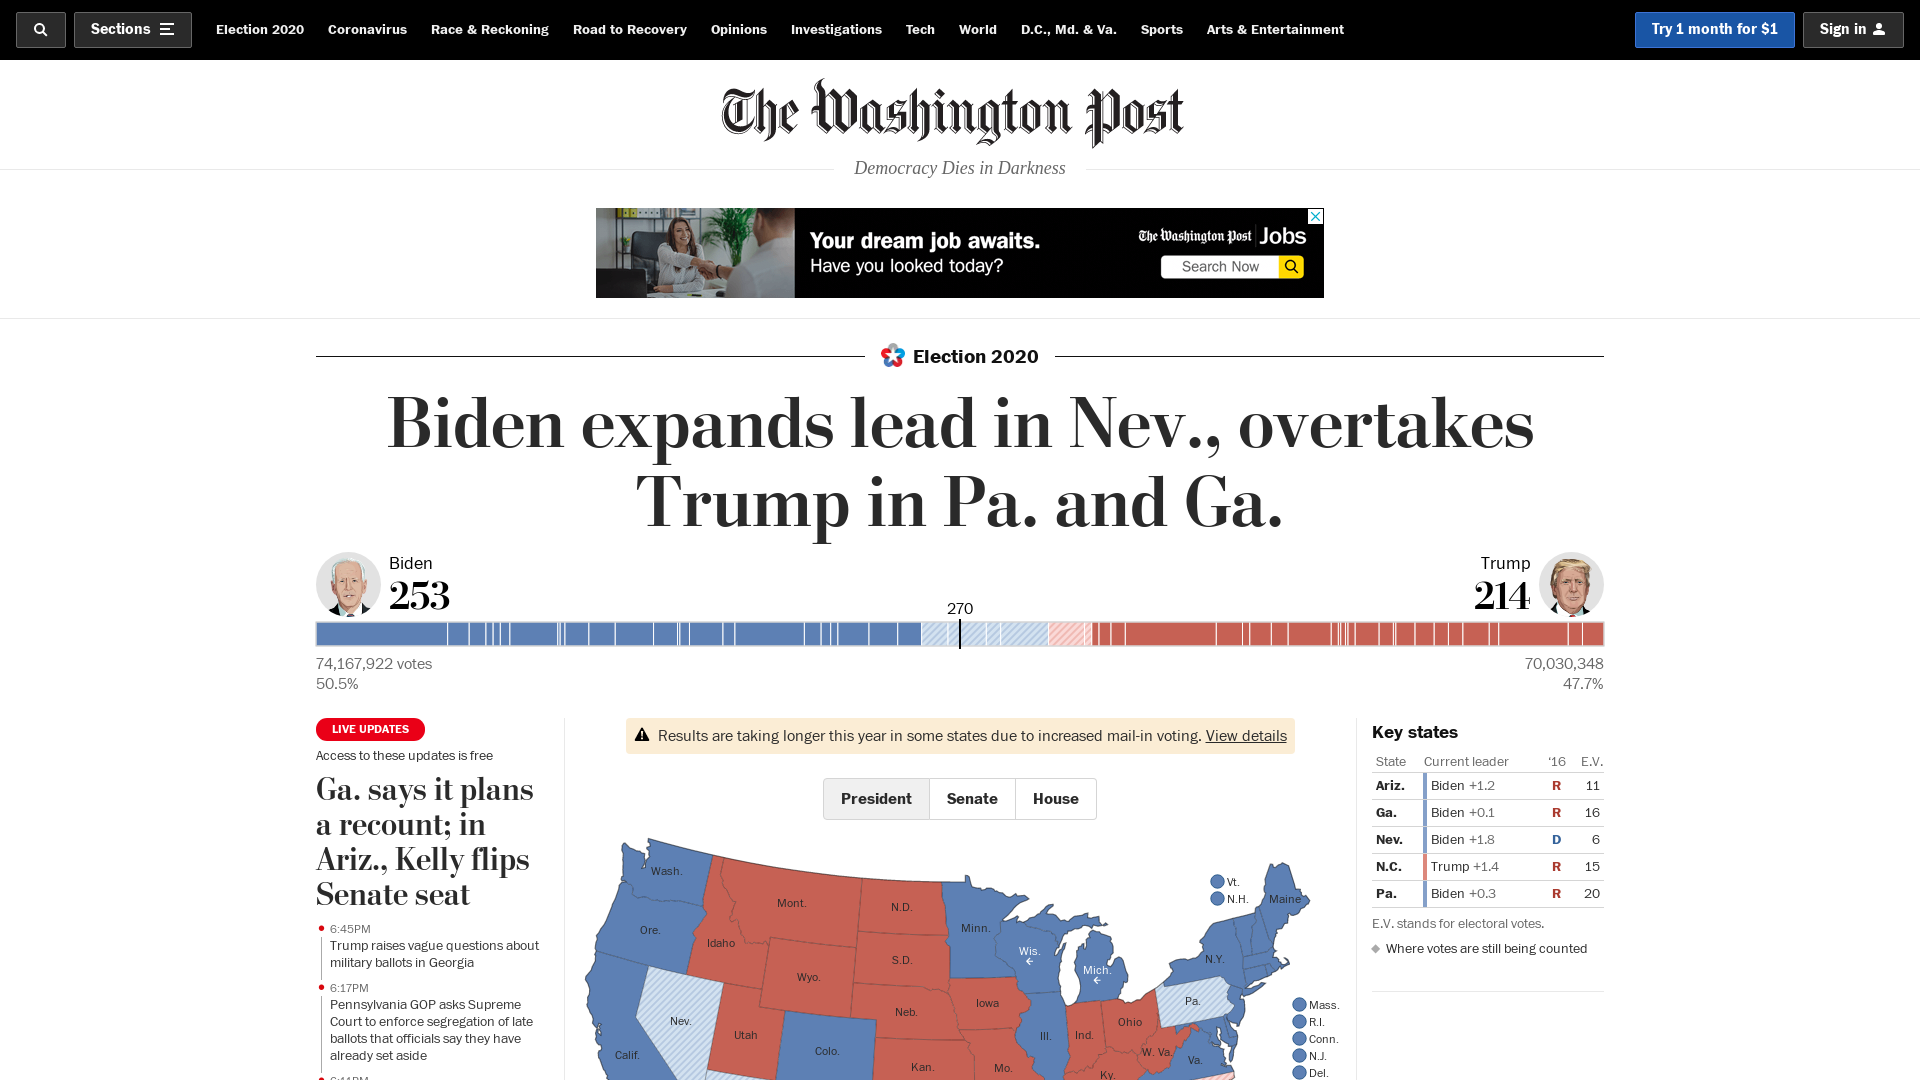 Sections
Election 2020
Coronavirus
Race & Reckoning
Road to Recovery
Opinions
Investigations
Tech
World
D.C., Md. & Va.
Sports
Arts & Entertainment
Try 1 month for $1
Sign in
The Washington Post
Democracy Dies in Darkness
Your dream job awaits.
Have you looked today?
The Washington Post Jobs
Search Now
Election 2020
Biden expands lead in Nev., overtakes
Trump in Pa. and Ga.
Biden
253
270
Trump
214
74,167,922 votes
50.5%
70,030,348
47.7%
LIVE UPDATES
Access to these updates is free
Ga. says it plans
a recount; in
Ariz., Kelly flips
Senate seat
6:45PM
Trump raises vague questions about
military ballots in Georgia
6:17PM
Pennsylvania GOP asks Supreme
Court to enforce segregation of late
ballots that officials say they have
already set aside
6:11PM
Results are taking longer this year in some states due to increased mail-in voting. View details
President
Senate
House
Wash.
Mont.
N.D.
Minn.
Vt.
N.H.
Maine
Ore.
Idaho
Wis.
S.D.
Wyo.
Mich.
N.Y.
Iowa
Neb.
Pa.
Nev.
Utah
Ohio
Ill.
Ind.
Mass.
R.I.
Conn.
N.J.
Del.
Calif.
Colo.
W. Va.
Va.
Kan.
Mo.
Ky.
Key states
State Current leader ‘16 E.V.
Ariz. Biden +1.2 R 11
Ga. Biden +0.1 R 16
Nev. Biden +1.8 D 6
N.C. Trump +1.4 R 15
Pa. Biden +0.3 R 20
E.V. stands for electoral votes.
Where votes are still being counted